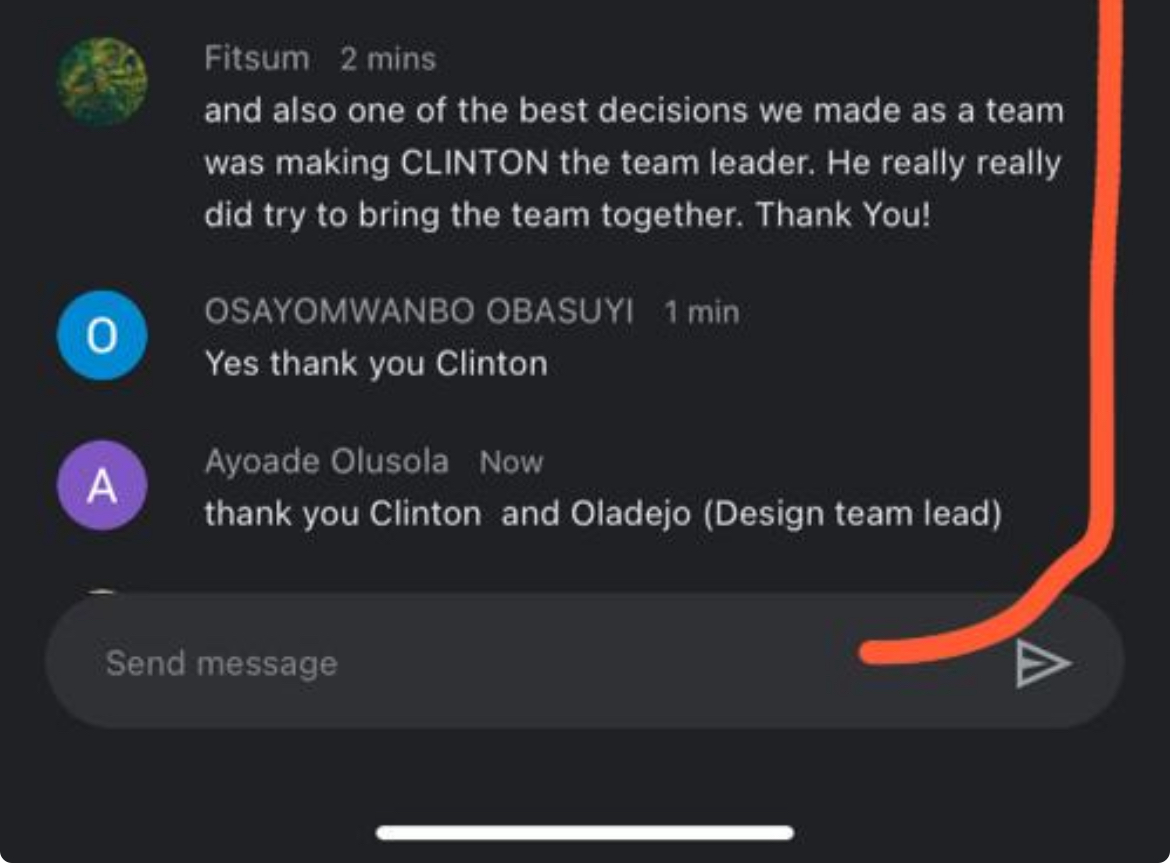 Fitsum 2 mins
and also one of the best decisions we made as a team
was making CLINTON the team leader. He really really
did try to bring the team together. Thank You!
O
OSAYOMWANBO OBASUYI 1 min
Yes thank you Clinton
A
Ayoade Olusola Now
thank you Clinton  and Oladejo (Design team lead)
Send message